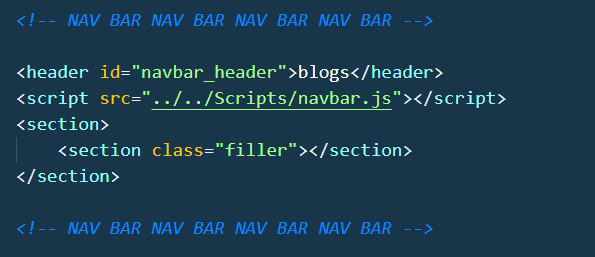 <!-- NAV BAR NAV BAR NAV BAR NAV BAR -->
<header id="navbar_header">blogs</header>
<script src="../../Scripts/navbar.js"></script>
<section>
    <section class="filler"></section>
</section>
<!-- NAV BAR NAV BAR NAV BAR NAV BAR -->